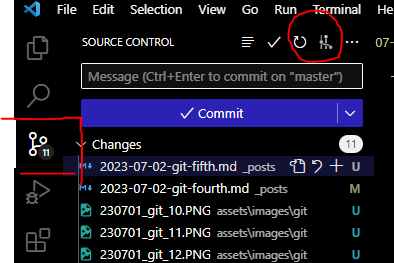 File Edit Selection View Go Run Terminal Hel
SOURCE CONTROL
07-
Message (Ctrl+Enter to commit on "master")
Commit
Changes 11
11
2023-07-02-git-fifth.md _posts U
2023-07-02-git-fourth.md _posts M
230701_git_10.PNG assets\images\git U
230701_git_11.PNG assets\images\git U
230701_git_12.PNG assets\images\git U